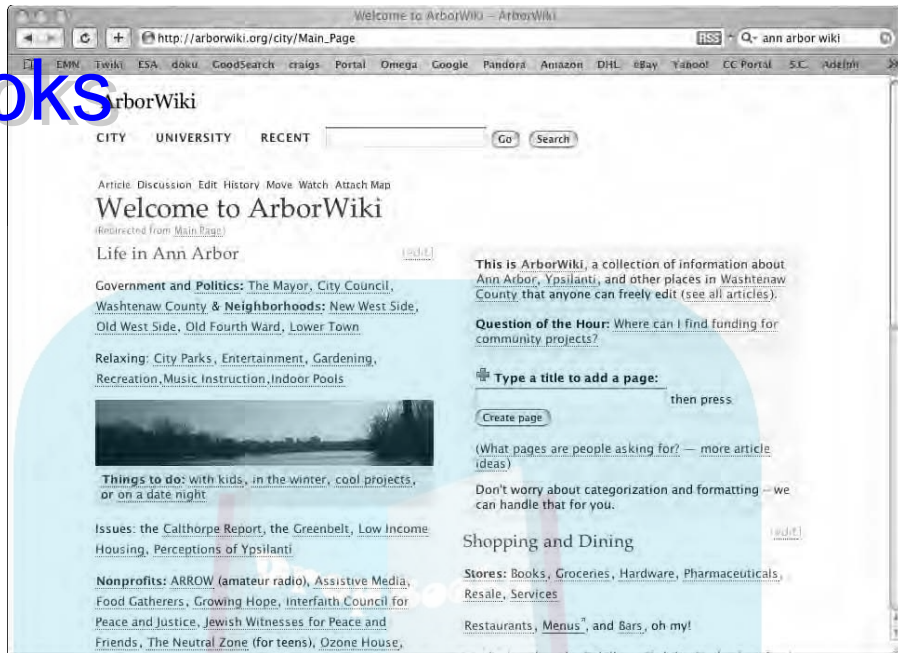 Welcome to ArborWiki – ArborWiki
http://arborwiki.org/city/Main_Page
RSS
ann arbor wiki
EMN Twiki ESA doku GoodSearch craigs Portal Omega Google Pandora Amazon DHL eBay Yahoo! CC Portal S.C. Adelph
oks
ArborWiki
CITY UNIVERSITY RECENT Go Search
Article Discussion Edit History Move Watch Attach Map
Welcome to ArborWiki
(Redirected from Main Page)
Life in Ann Arbor [edit]
Government and Politics: The Mayor, City Council,
Washtenaw County & Neighborhoods: New West Side,
Old West Side, Old Fourth Ward, Lower Town
Relaxing: City Parks, Entertainment, Gardening,
Recreation,Music Instruction,Indoor Pools
Things to do: with kids, in the winter, cool projects,
or on a date night
Issues: the Calthorpe Report, the Greenbelt, Low Income
Housing, Perceptions of Ypsilanti
Nonprofits: ARROW (amateur radio), Assistive Media,
Food Gatherers, Growing Hope, Interfaith Council for
Peace and Justice, Jewish Witnesses for Peace and
Friends, The Neutral Zone (for teens), Ozone House,
This is ArborWiki, a collection of information about
Ann Arbor, Ypsilanti, and other places in Washtenaw
County that anyone can freely edit (see all articles).
Question of the Hour: Where can I find funding for
community projects?
Type a title to add a page:
then press
Create page
(What pages are people asking for? — more article
ideas)
Don't worry about categorization and formatting – we
can handle that for you.
Shopping and Dining [edit]
Stores: Books, Groceries, Hardware, Pharmaceuticals,
Resale, Services
Restaurants, Menus, and Bars, oh my!